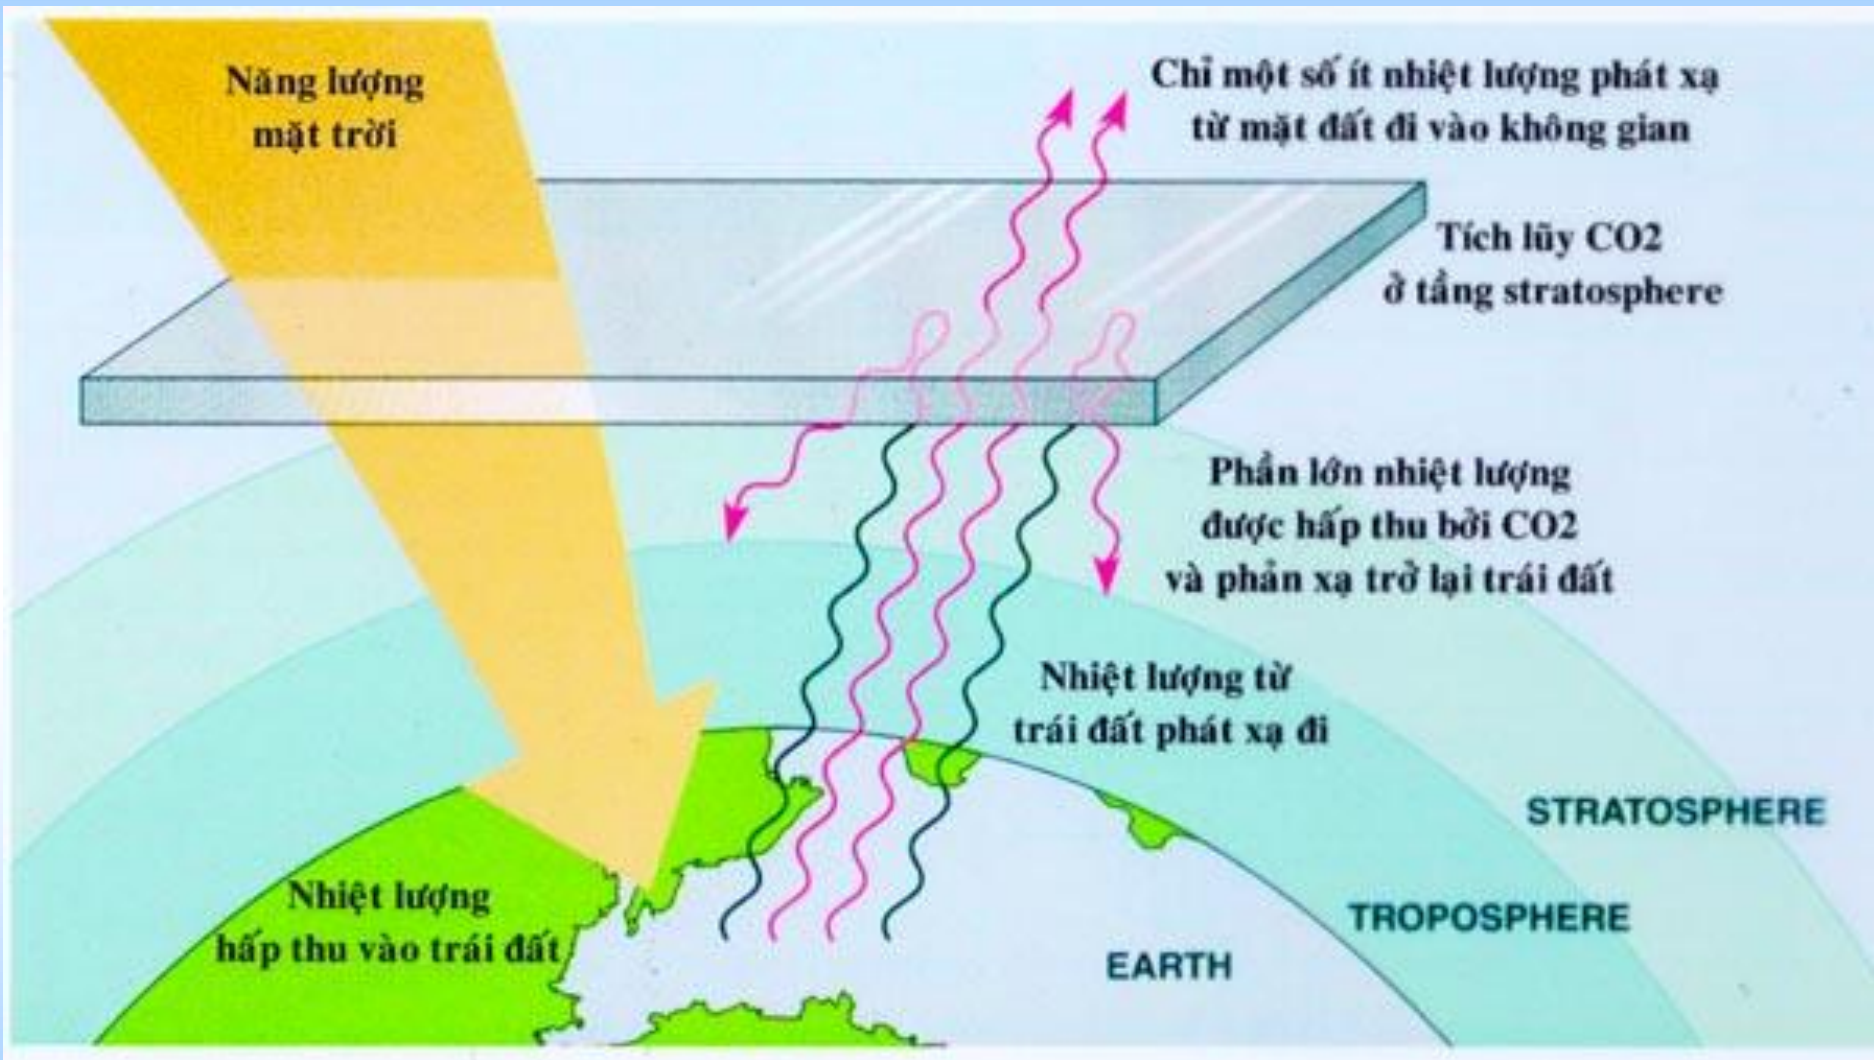 Năng lượng
mặt trời
Chỉ một số ít nhiệt lượng phát xạ
từ mặt đất đi vào không gian
Tích lũy CO2
ở tầng stratosphere
Phần lớn nhiệt lượng
được hấp thu bởi CO2
và phản xạ trở lại trái đất
Nhiệt lượng từ
trái đất phát xạ đi
STRATOSPHERE
TROPOSPHERE
EARTH
Nhiệt lượng
hấp thu vào trái đất